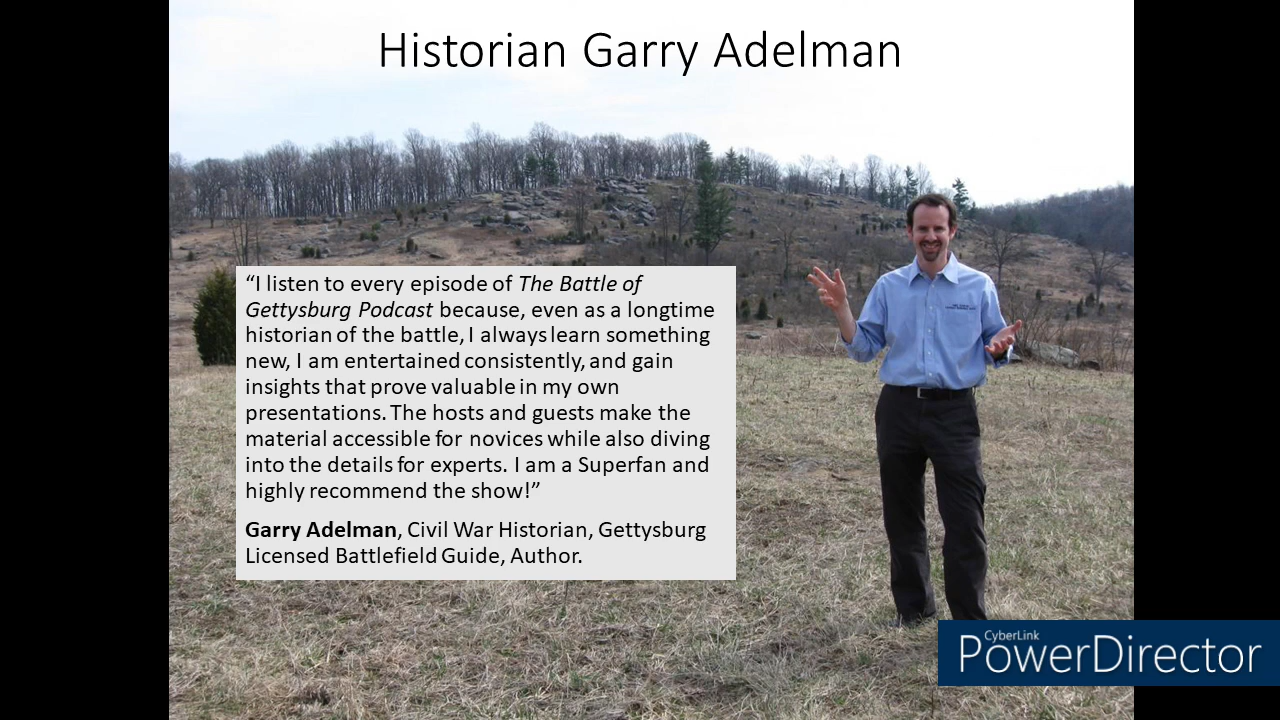 Historian Garry Adelman
“I listen to every episode of The Battle of
Gettysburg Podcast because, even as a longtime
historian of the battle, I always learn something
new, I am entertained consistently, and gain
insights that prove valuable in my own
presentations. The hosts and guests make the
material accessible for novices while also diving
into the details for experts. I am a Superfan and
highly recommend the show!”
Garry Adelman, Civil War Historian, Gettysburg
Licensed Battlefield Guide, Author.
CyberLink
PowerDirector